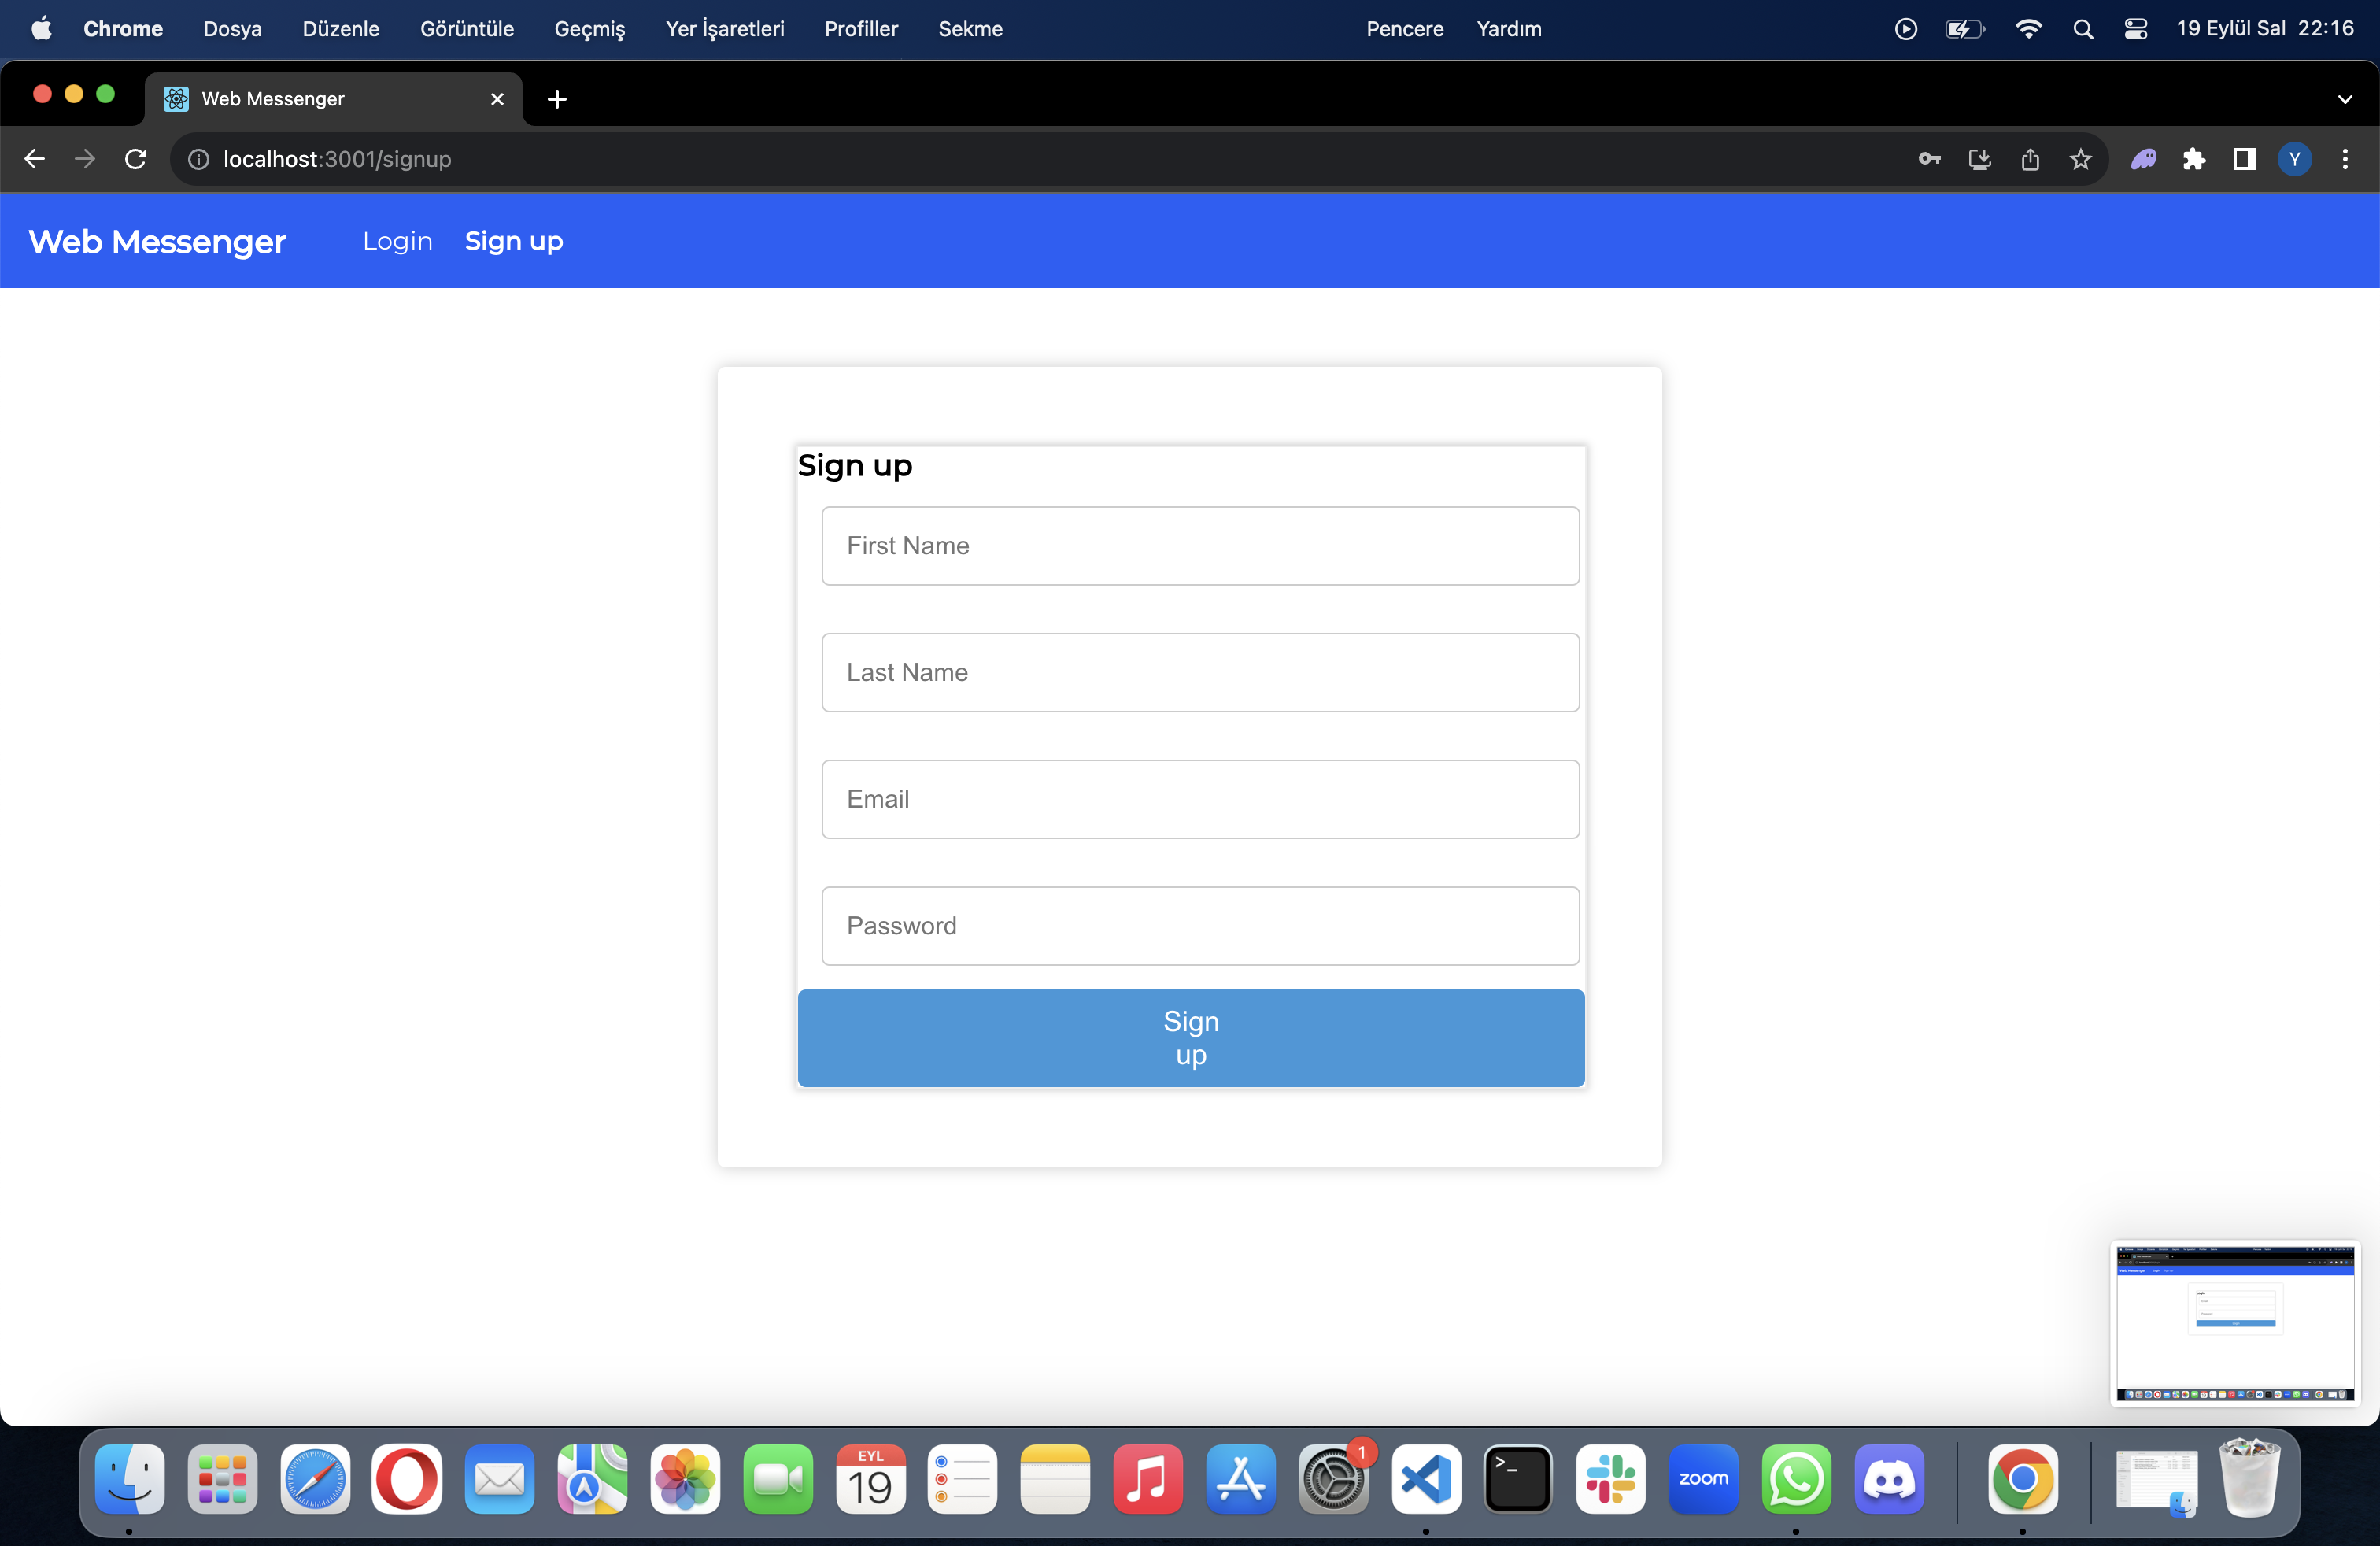 Chrome Dosya Düzenle Görüntüle Geçmiş Yer İşaretleri Profiller Sekme Pencere Yardım 19 Eylül Sal 22:16
Web Messenger
localhost:3001/signup
Y
Web Messenger Login Sign up
Sign up
First Name
Last Name
Email
Password
Sign
up
EYL
19
1
>_
zoom